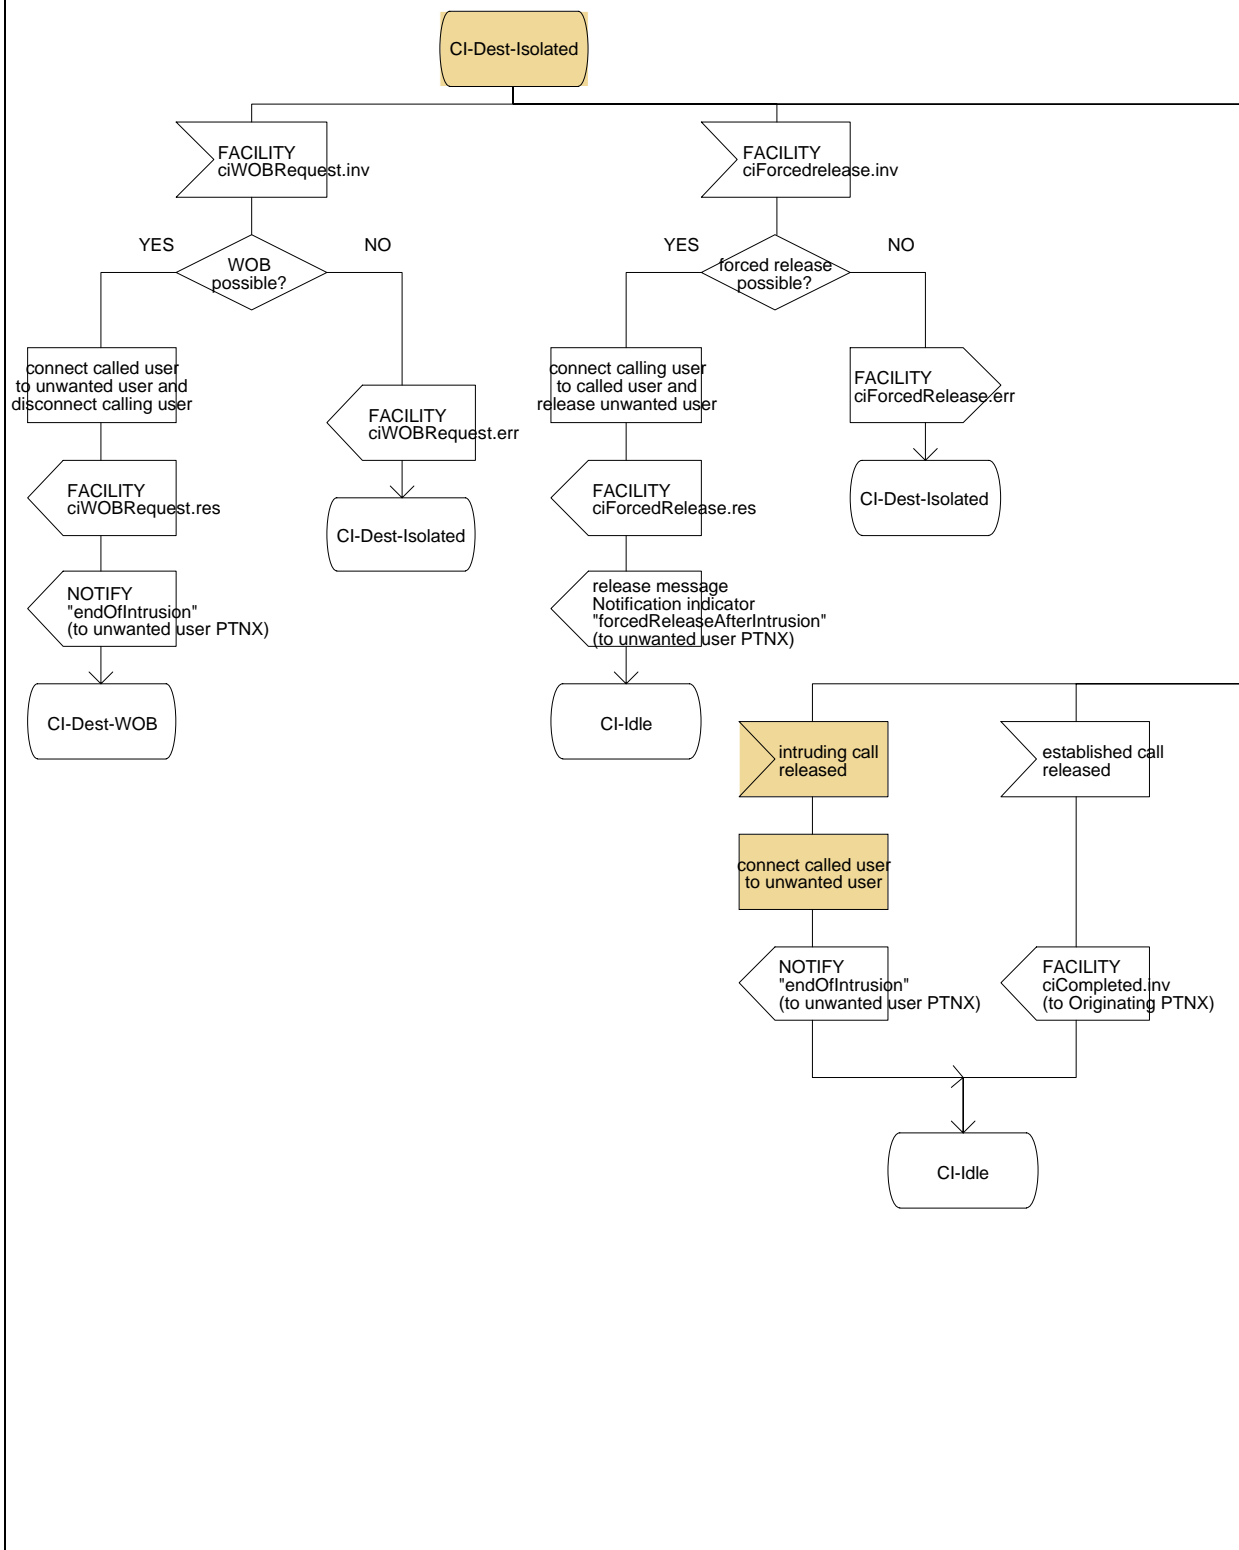 CI-Dest-Isolated
FACILITY
ciWOBRequest.inv
FACILITY
ciForcedrelease.inv
YES
NO
WOB
possible?
YES
NO
forced release
possible?
connect called user
to unwanted user and
disconnect calling user
FACILITY
ciWOBRequest.err
connect calling user
to called user and
release unwanted user
FACILITY
ciForcedRelease.err
FACILITY
ciWOBRequest.res
CI-Dest-Isolated
FACILITY
ciForcedRelease.res
CI-Dest-Isolated
NOTIFY
"endOfIntrusion"
(to unwanted user PTNX)
release message
Notification indicator
"forcedReleaseAfterIntrusion"
(to unwanted user PTNX)
CI-Dest-WOB
CI-Idle
intruding call
released
established call
released
connect called user
to unwanted user
NOTIFY
"endOfIntrusion"
(to unwanted user PTNX)
FACILITY
ciCompleted.inv
(to Originating PTNX)
CI-Idle